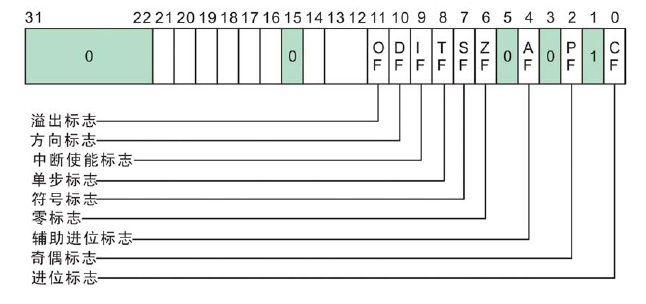 31 22 21 20 19 18 17 16 15 14 13 12 11 10 9 8 7 6 5 4 3 2 1 0
0 0 OF DF IF TF SF ZF 0 AF 0 PF 1 CF
溢出标志
方向标志
中断使能标志
单步标志
符号标志
零标志
辅助进位标志
奇偶标志
进位标志